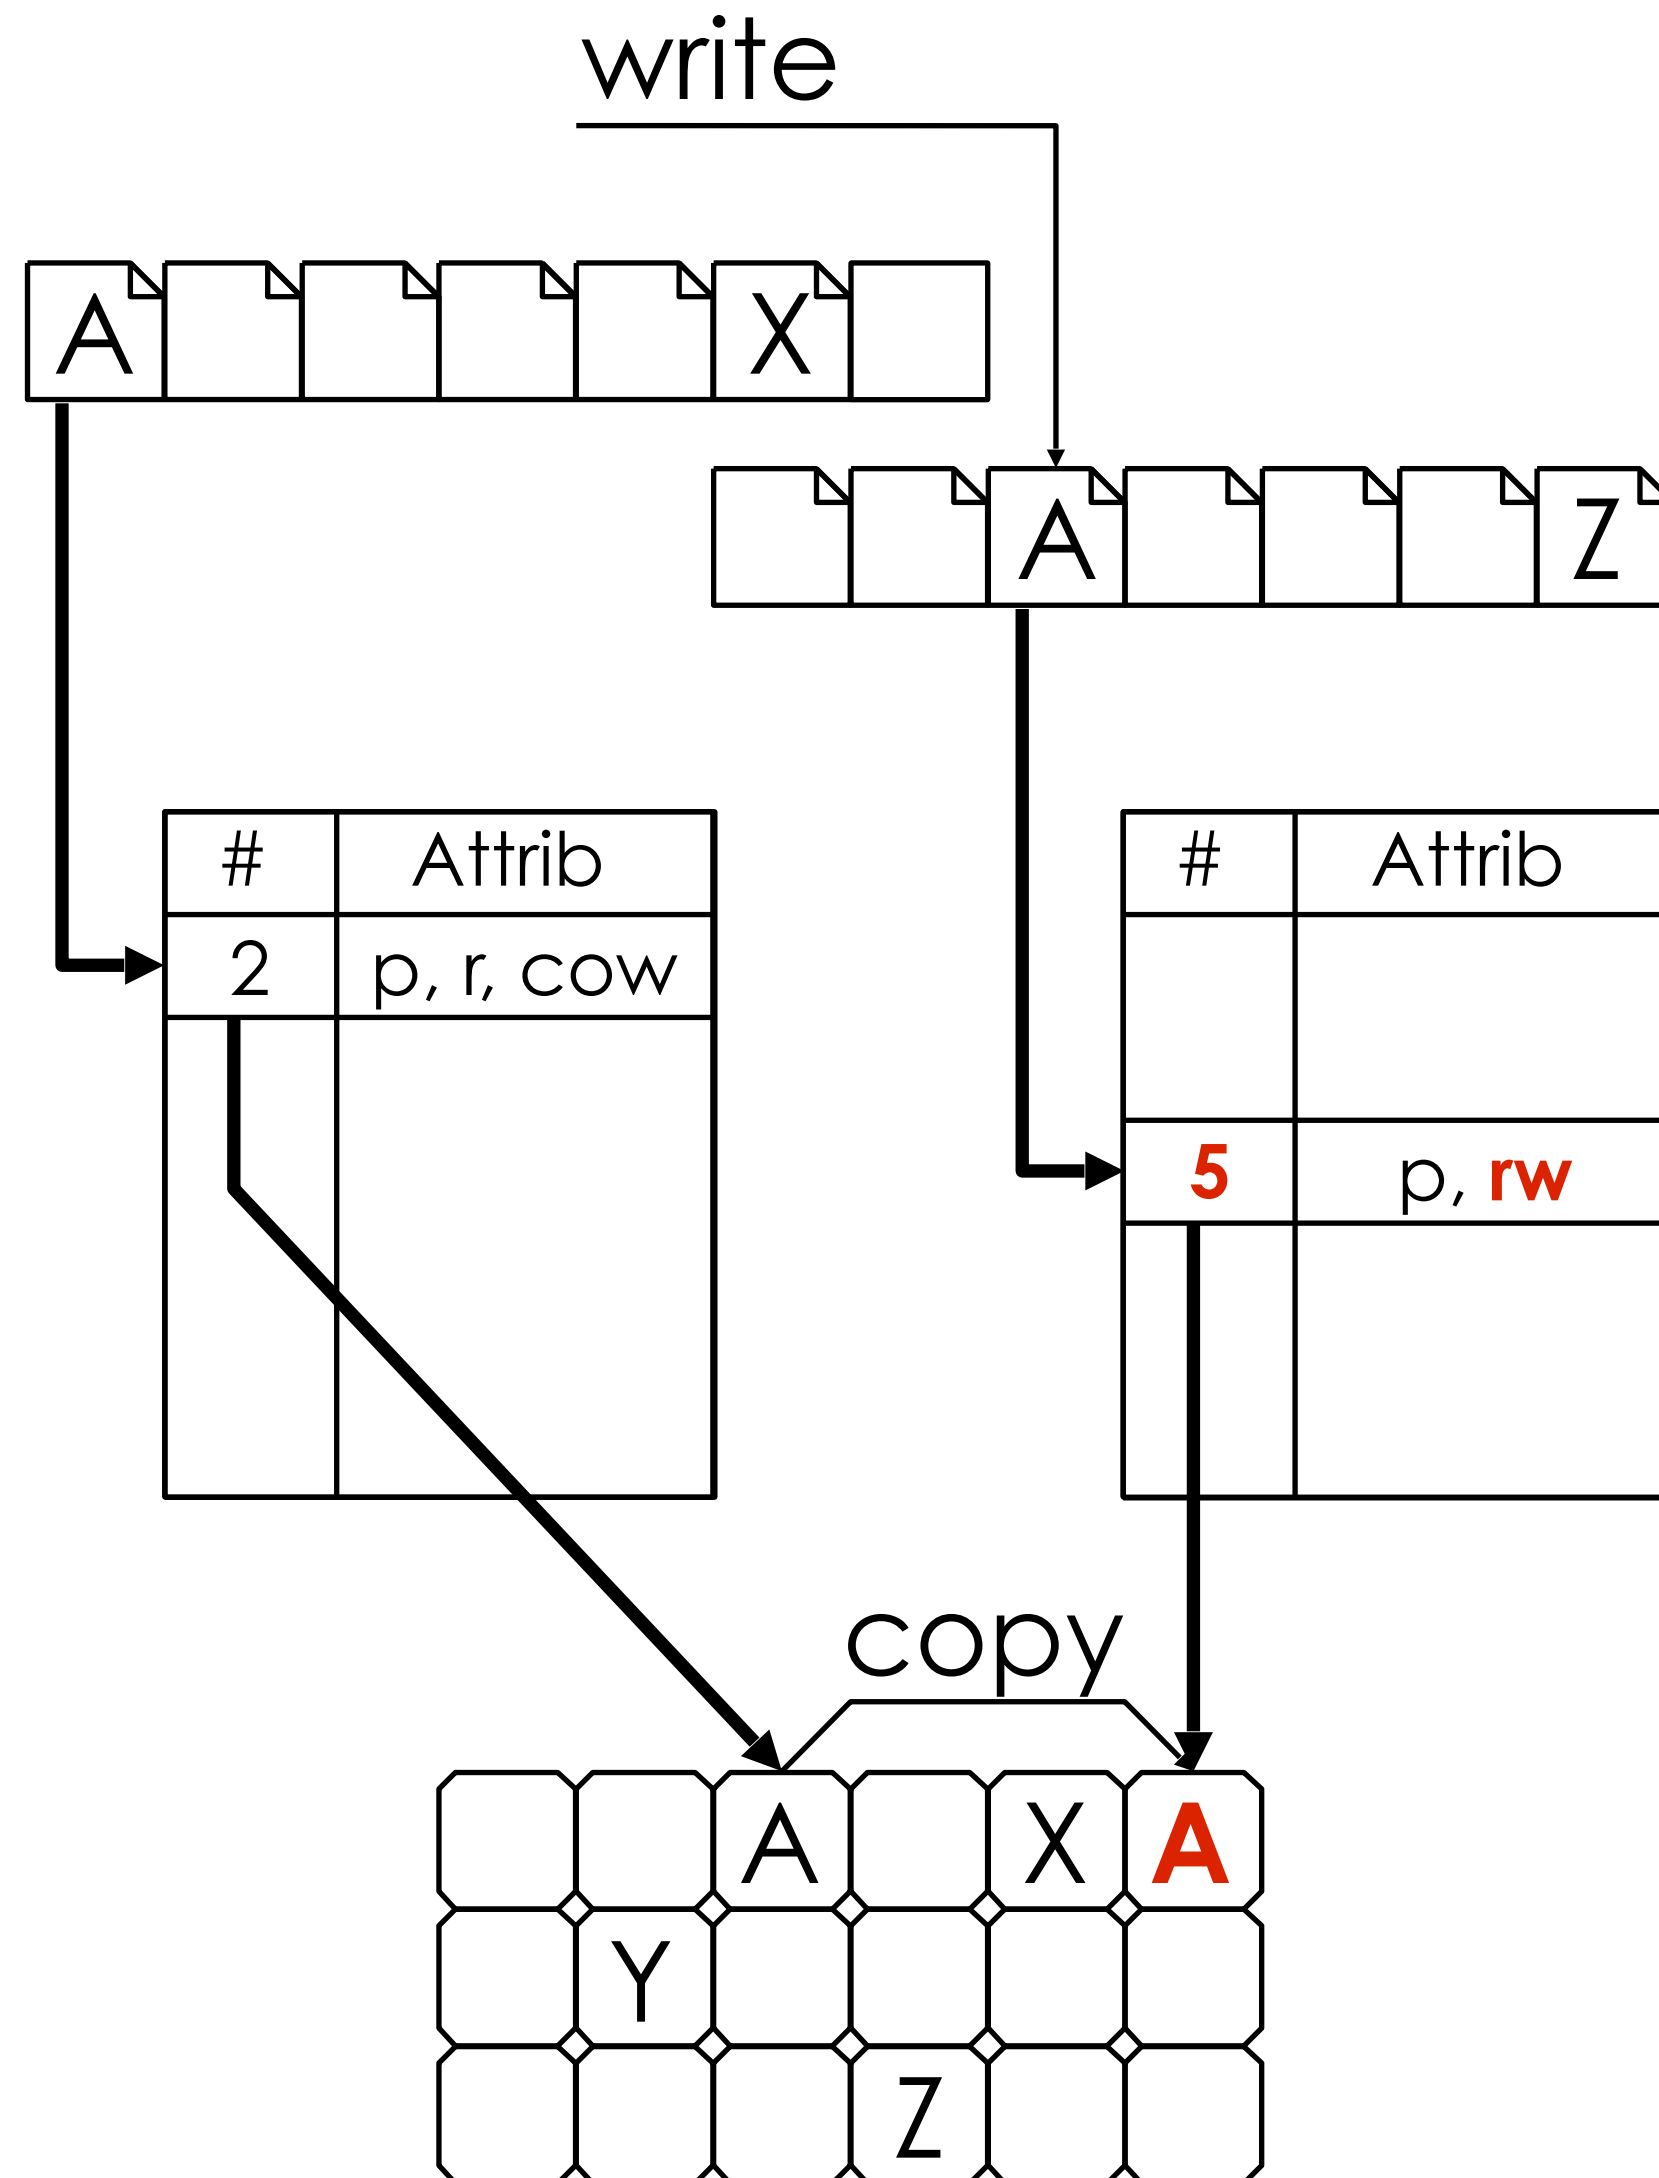 write
A X
A Z
# Attrib
2 p, r, cow
# Attrib
5 p, rw
copy
A X A
Y
Z